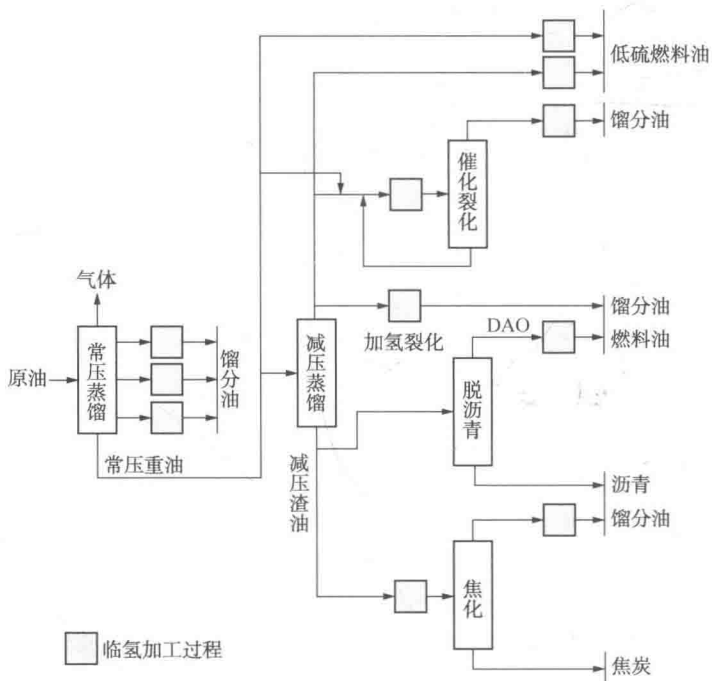 低硫燃料油
馏分油
催化裂化
气体
馏分油
加氢裂化
DAO
燃料油
原油
常压蒸馏
馏分油
减压蒸馏
脱沥青
常压重油
减压渣油
沥青
馏分油
焦化
临氢加工过程
焦炭